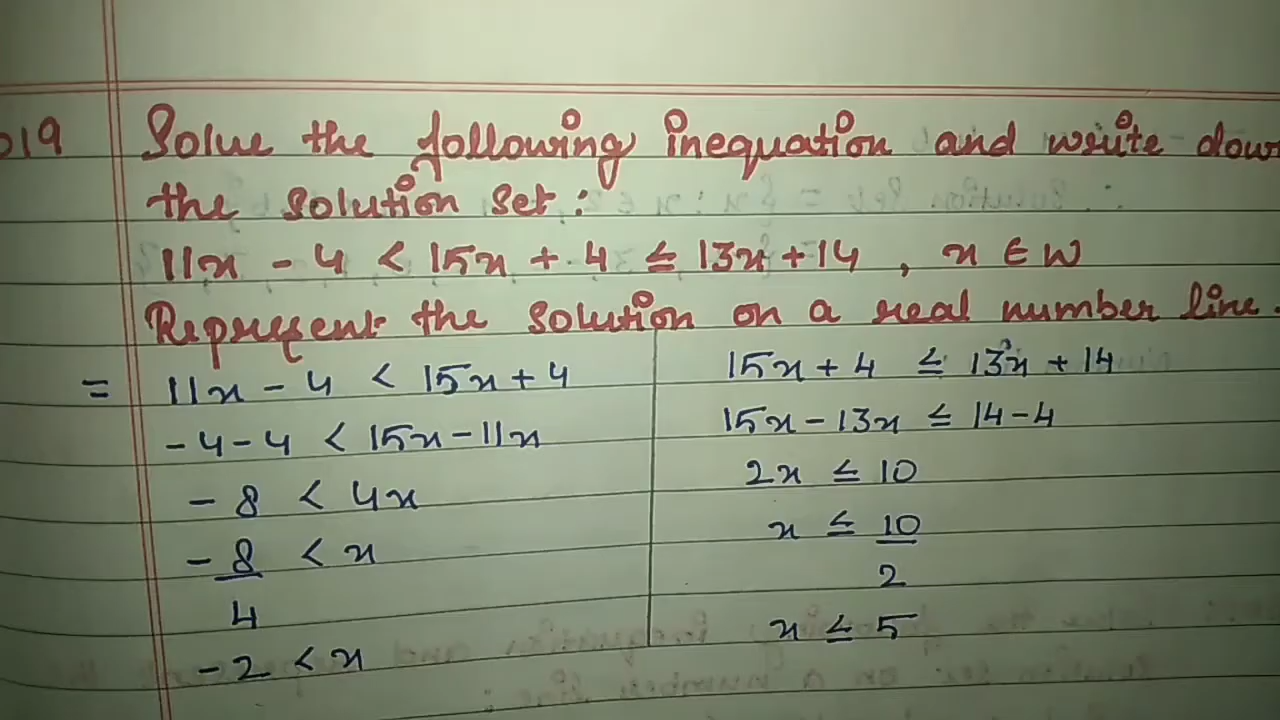 019 Solve the following inequation and write down
the solution set:
11x - 4 < 15x + 4 ≤ 13x + 14 , x ∈ W
Represent the solution on a real number line.
= 11x - 4 < 15x + 4
-4-4 < 15x-11x
- 8 < 4x
- 8 < x
4
-2 < x
15x + 4 ≤ 13x + 14
15x - 13x ≤ 14-4
2x ≤ 10
x ≤ 10
2
x ≤ 5